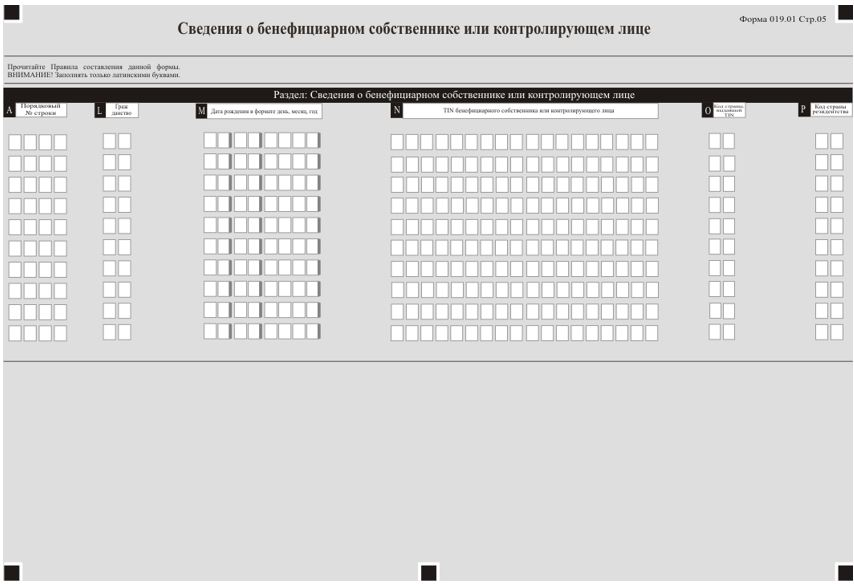 Форма 019.01 Стр.05
Сведения о бенефициарном собственнике или контролирующем лице
Прочитайте Правила составления данной формы.
ВНИМАНИЕ! Заполнять только латинскими буквами.
Раздел: Сведения о бенефициарном собственнике или контролирующем лице
A
Порядковый
№ строки
L
Граж
данство
M
Дата рождения в формате день, месяц, год
N
TIN бенефициарного собственника или контролирующего лица
O
Код страны,
выдавшей
TIN
P
Код страны
резидентства